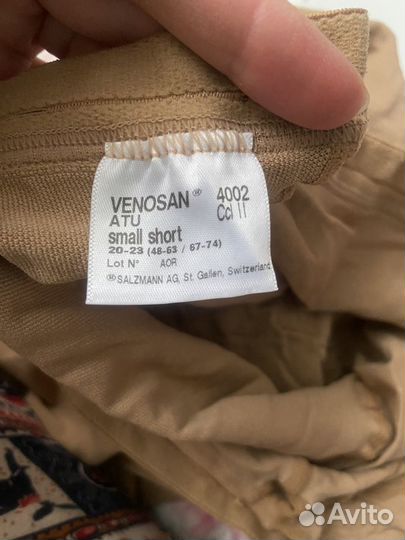 VENOSAN® 4002
ATU Ccl II
small short
20-23 (48-63 / 67-74)
Lot N° AOR
®SALZMANN AG, St. Gallen, Switzerland
Avito